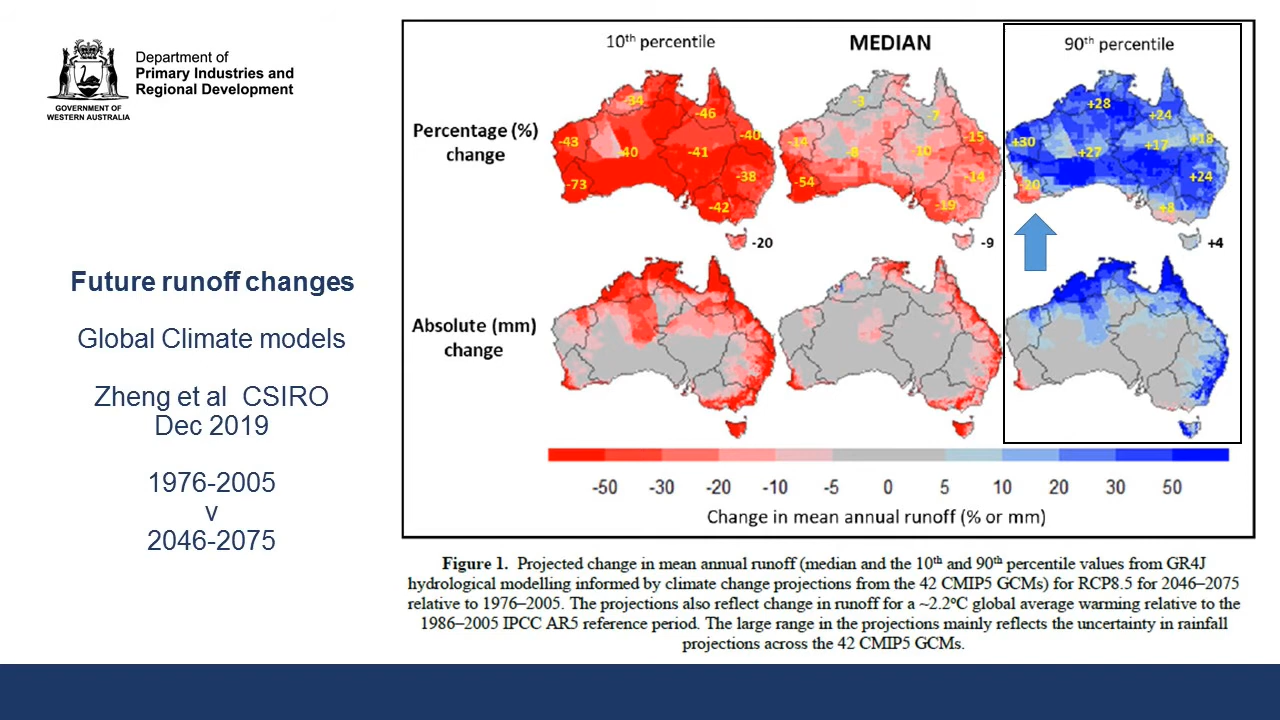 Department of
Primary Industries and
Regional Development
GOVERNMENT OF
WESTERN AUSTRALIA
Future runoff changes
Global Climate models
Zheng et al CSIRO
Dec 2019
1976-2005
v
2046-2075
10th percentile
MEDIAN
90th percentile
Percentage (%)
change
-34
-46
-40
-43
-40
-41
-38
-73
-42
-20
-3
-7
-15
-14
-8
-10
-14
-54
-19
-9
+28
+24
+18
+30
+27
+17
+24
-20
+8
+4
Absolute (mm)
change
-50 -30 -20 -10 -5 0 5 10 20 30 50
Change in mean annual runoff (% or mm)
Figure 1. Projected change in mean annual runoff (median and the 10th and 90th percentile values from GR4J
hydrological modelling informed by climate change projections from the 42 CMIP5 GCMs) for RCP8.5 for 2046–2075
relative to 1976–2005. The projections also reflect change in runoff for a ~2.2°C global average warming relative to the
1986–2005 IPCC AR5 reference period. The large range in the projections mainly reflects the uncertainty in rainfall
projections across the 42 CMIP5 GCMs.